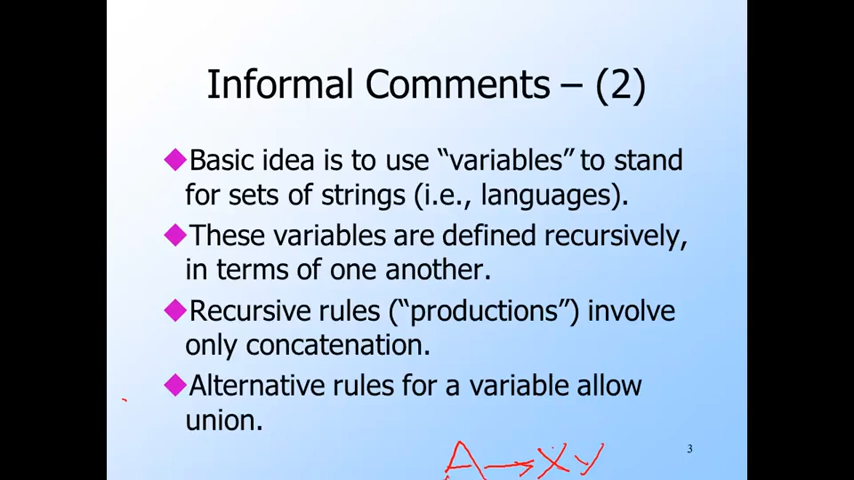 Informal Comments – (2)
Basic idea is to use “variables” to stand
for sets of strings (i.e., languages).
These variables are defined recursively,
in terms of one another.
Recursive rules (“productions”) involve
only concatenation.
Alternative rules for a variable allow
union.
3
A→XY